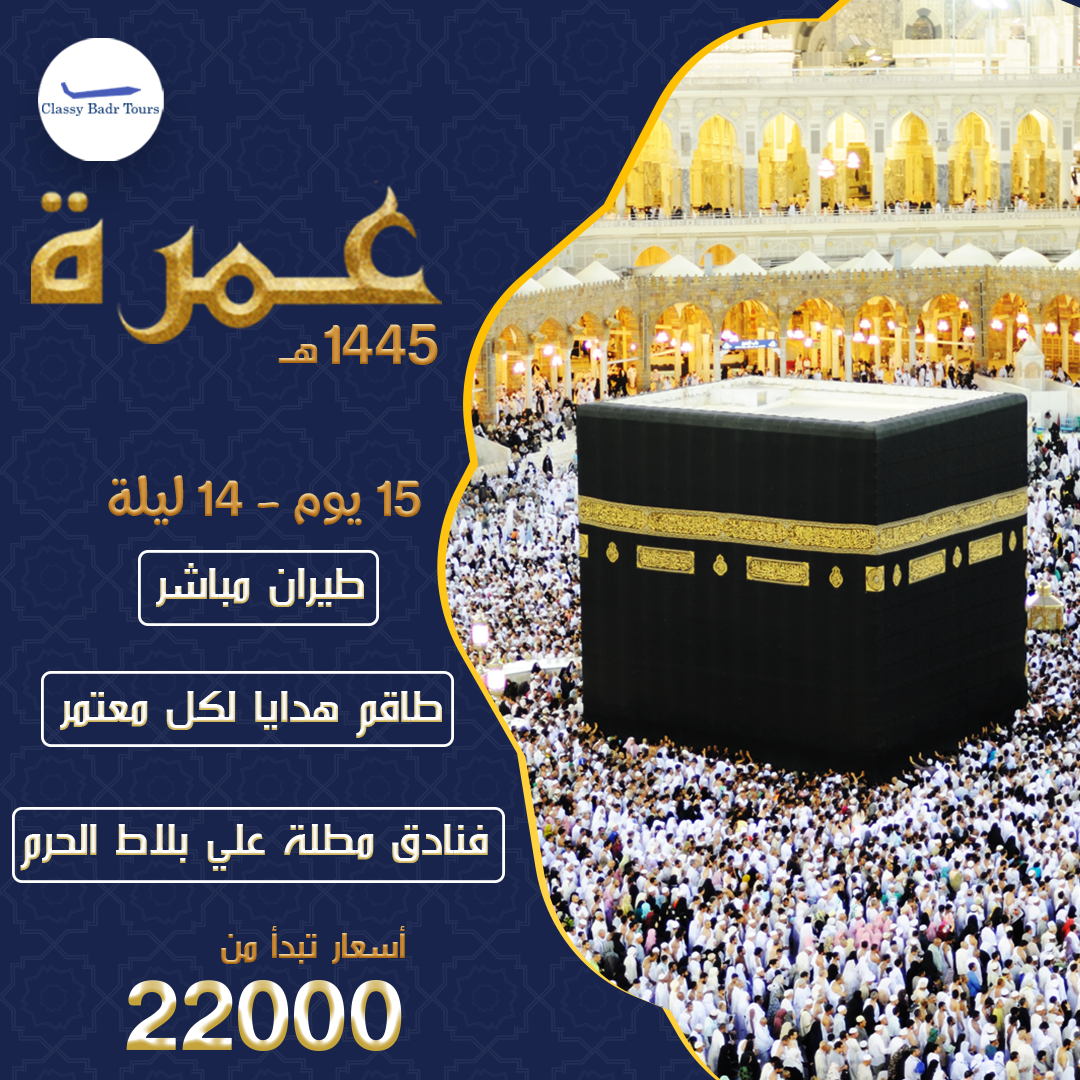 Classy Badr Tours
عمرة
1445هـ
15 يوم - 14 ليلة
طيران مباشر
طاقم هدايا لكل معتمر
فنادق مطلة علي بلاط الحرم
أسعار تبدأ من
22000